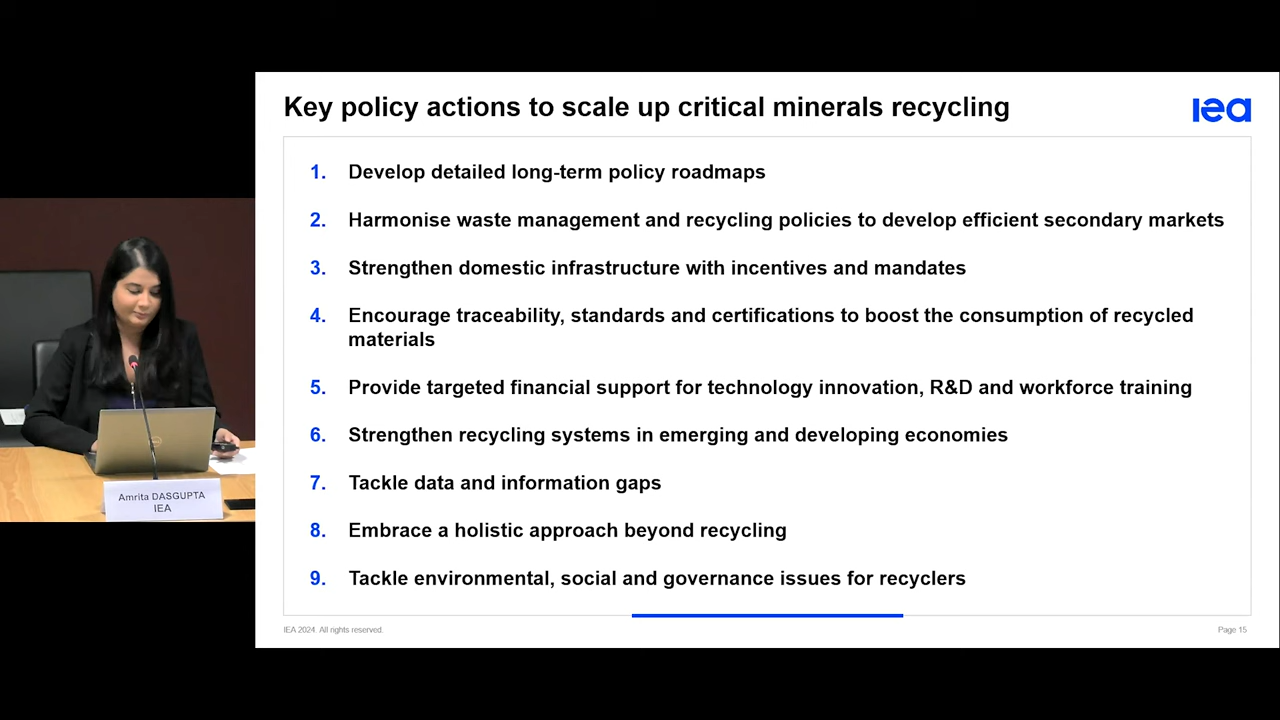 Key policy actions to scale up critical minerals recycling
iea
1. Develop detailed long-term policy roadmaps
2. Harmonise waste management and recycling policies to develop efficient secondary markets
3. Strengthen domestic infrastructure with incentives and mandates
4. Encourage traceability, standards and certifications to boost the consumption of recycled
materials
5. Provide targeted financial support for technology innovation, R&D and workforce training
6. Strengthen recycling systems in emerging and developing economies
7. Tackle data and information gaps
8. Embrace a holistic approach beyond recycling
9. Tackle environmental, social and governance issues for recyclers
IEA 2024. All rights reserved.
Page 15
Amrita DASGUPTA
IEA